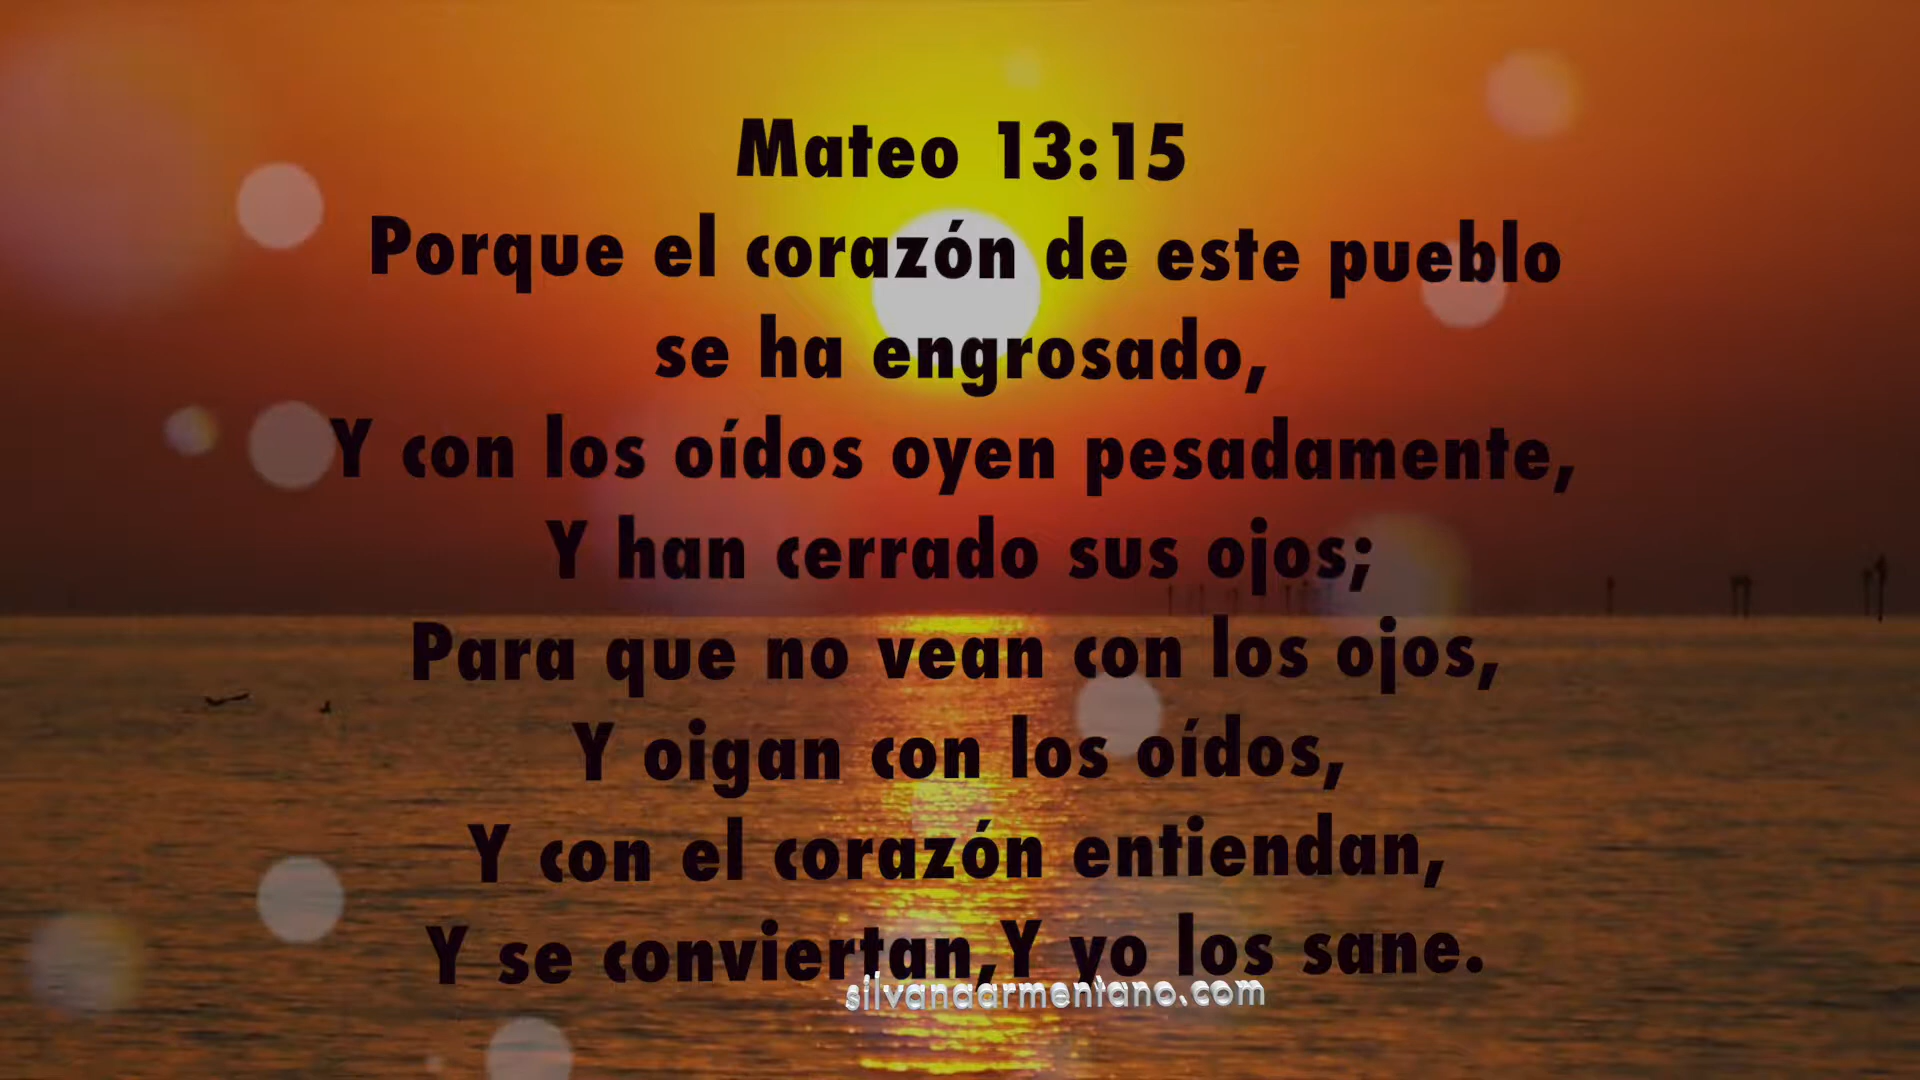 Mateo 13:15
Porque el corazón de este pueblo
se ha engrosado,
Y con los oídos oyen pesadamente,
Y han cerrado sus ojos;
Para que no vean con los ojos,
Y oigan con los oídos,
Y con el corazón entiendan,
Y se conviertan,Y yo los sane.
silvanaarmentano.com